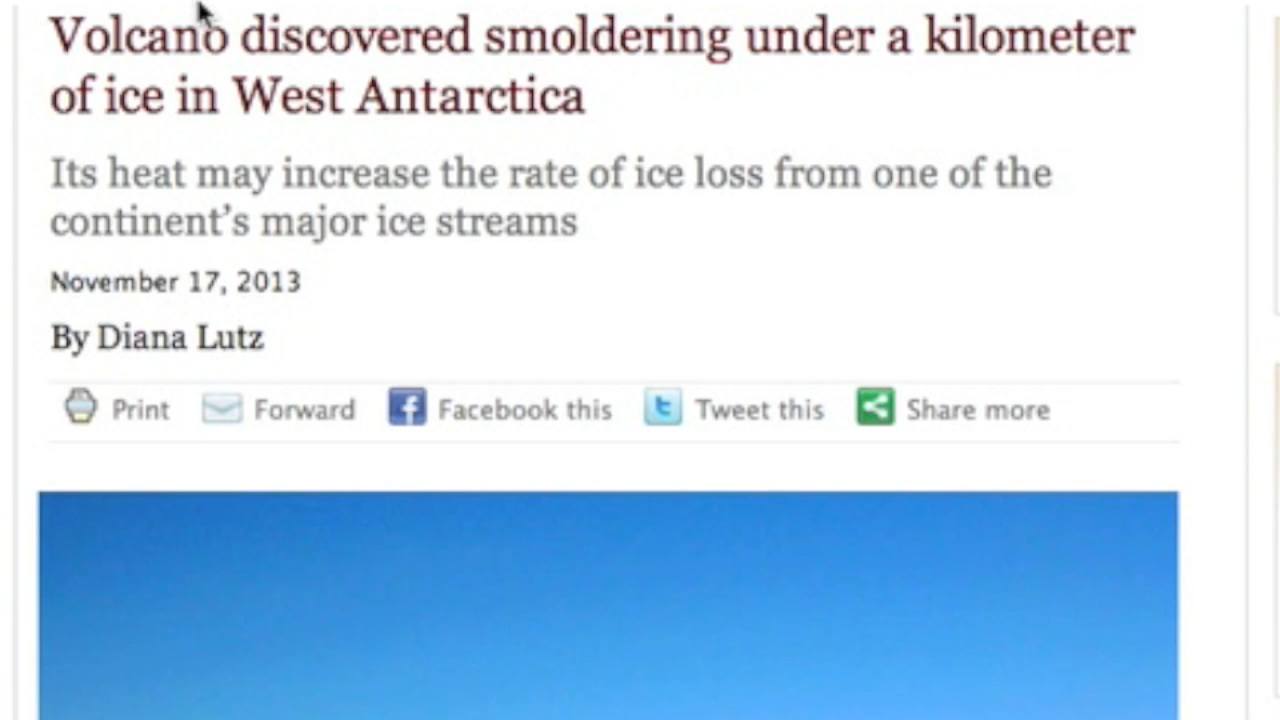 Volcano discovered smoldering under a kilometer
of ice in West Antarctica
Its heat may increase the rate of ice loss from one of the
continent’s major ice streams
November 17, 2013
By Diana Lutz
Print Forward Facebook this Tweet this Share more